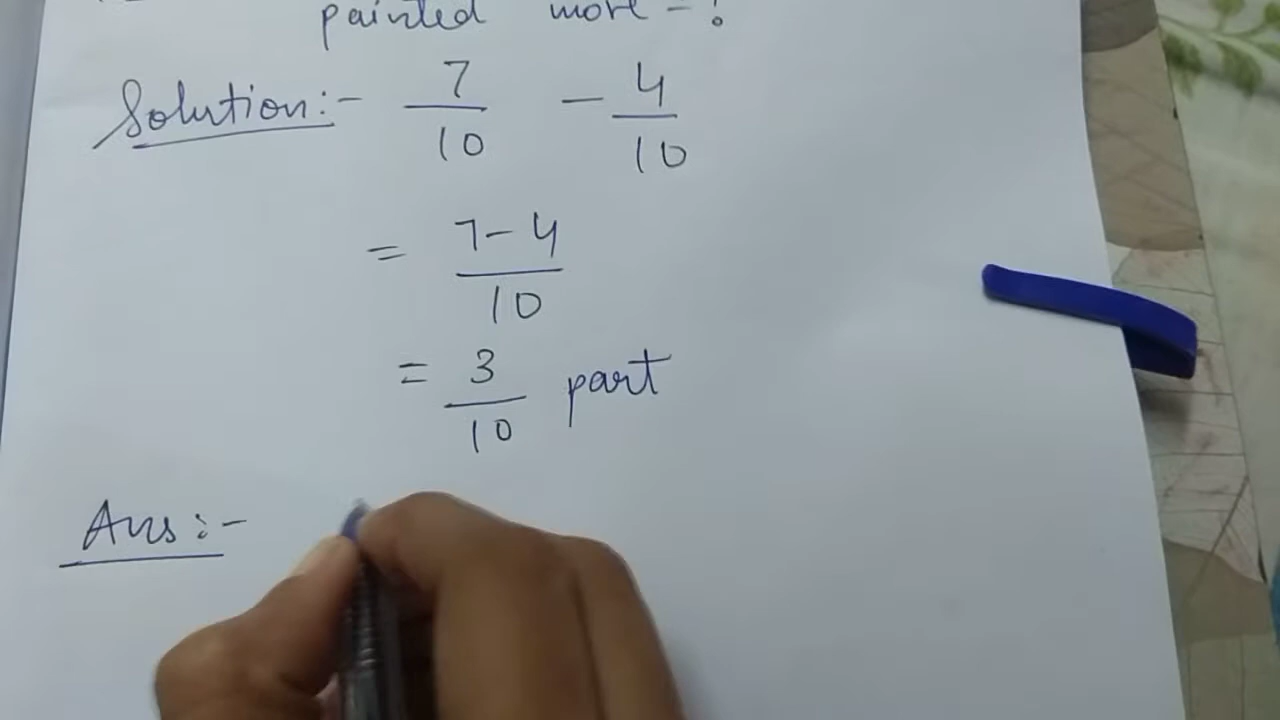 painted more - ?
Solution:- 7/10 - 4/10
= 7-4/10
= 3/10 part
Ans:-